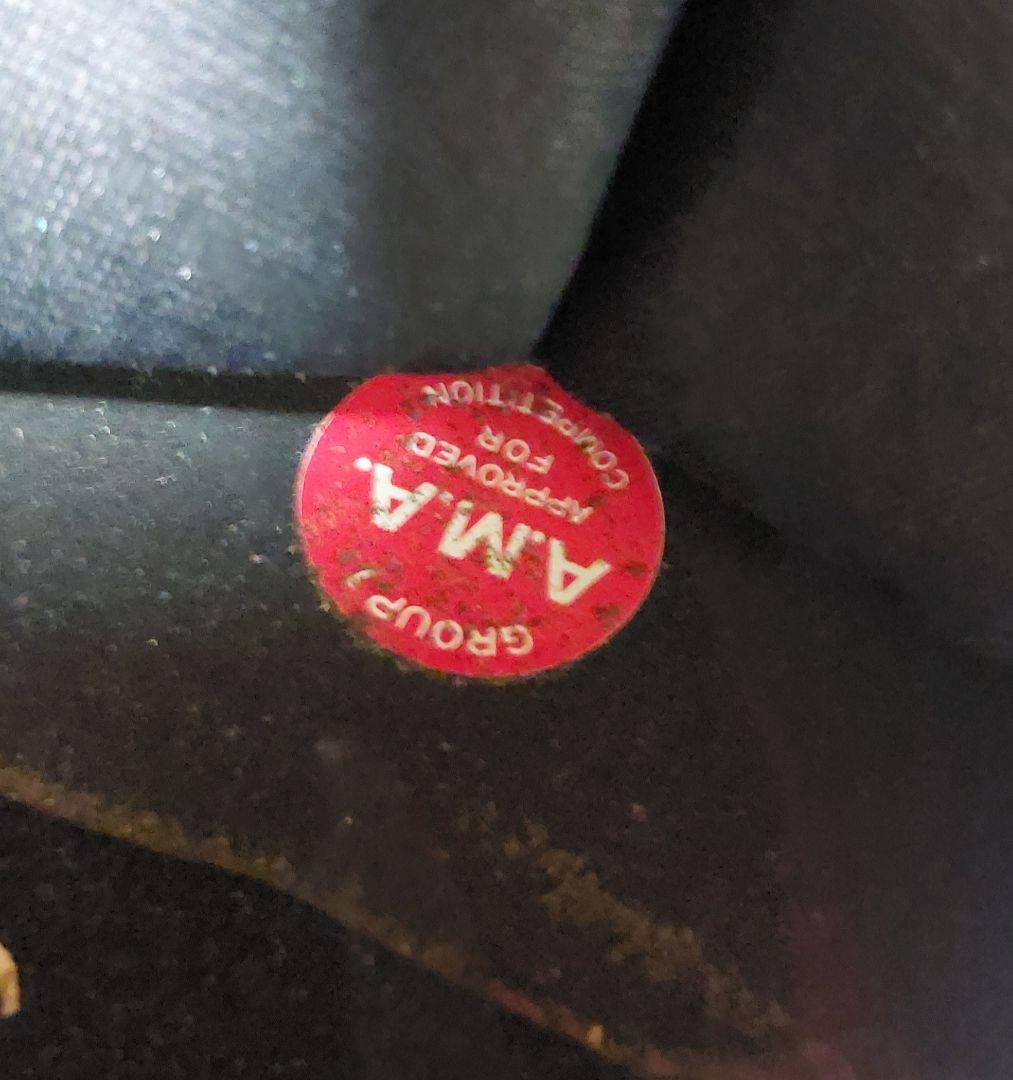 GROUP 1
A.M.A.
APPROVED
FOR
COMPETITION